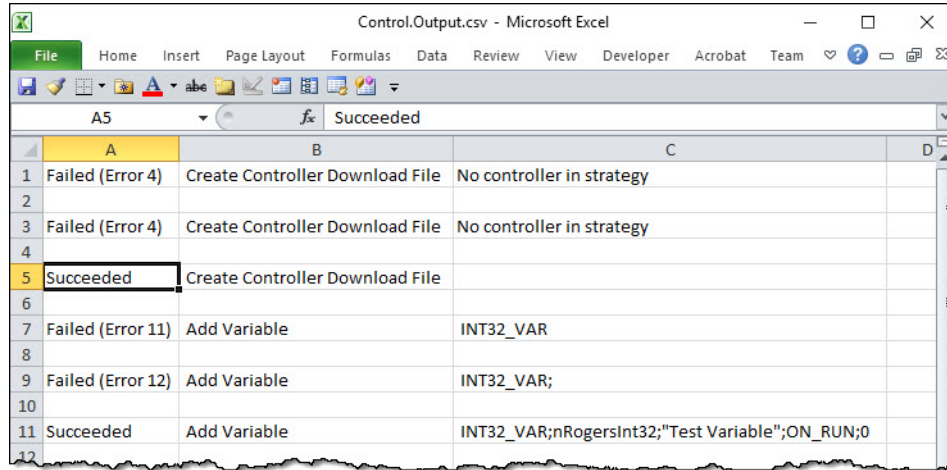 Control.Output.csv - Microsoft Excel
File Home Insert Page Layout Formulas Data Review View Developer Acrobat Team
A5 fx Succeeded
A B C D
1 Failed (Error 4) Create Controller Download File No controller in strategy
2
3 Failed (Error 4) Create Controller Download File No controller in strategy
4
5 Succeeded Create Controller Download File
6
7 Failed (Error 11) Add Variable INT32_VAR
8
9 Failed (Error 12) Add Variable INT32_VAR;
10
11 Succeeded Add Variable INT32_VAR;nRogersInt32;"Test Variable";ON_RUN;0
12